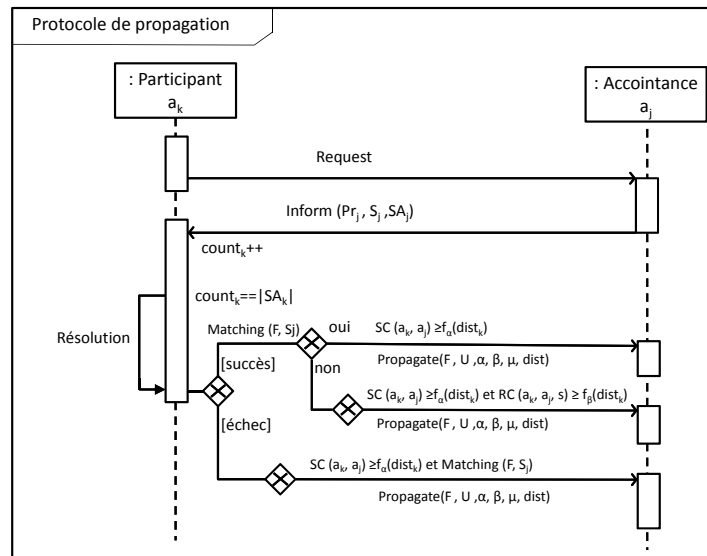 Protocole de propagation
: Participant
a_k
: Accointance
a_j
Request
Inform (Pr_j , S_j ,SA_j)
count_k++
count_k==|SA_k|
Résolution
Matching (F, Sj)
oui
SC (a_k, a_j) ≥f_α(dist_k)
Propagate(F , U ,α, β, µ, dist)
[succès]
non
SC (a_k, a_j) ≥f_α(dist_k) et RC (a_k, a_j, s) ≥ f_β(dist_k)
Propagate(F , U ,α, β, µ, dist)
[échec]
SC (a_k, a_j) ≥f_α(dist_k) et Matching (F, S_j)
Propagate(F , U ,α, β, µ, dist)